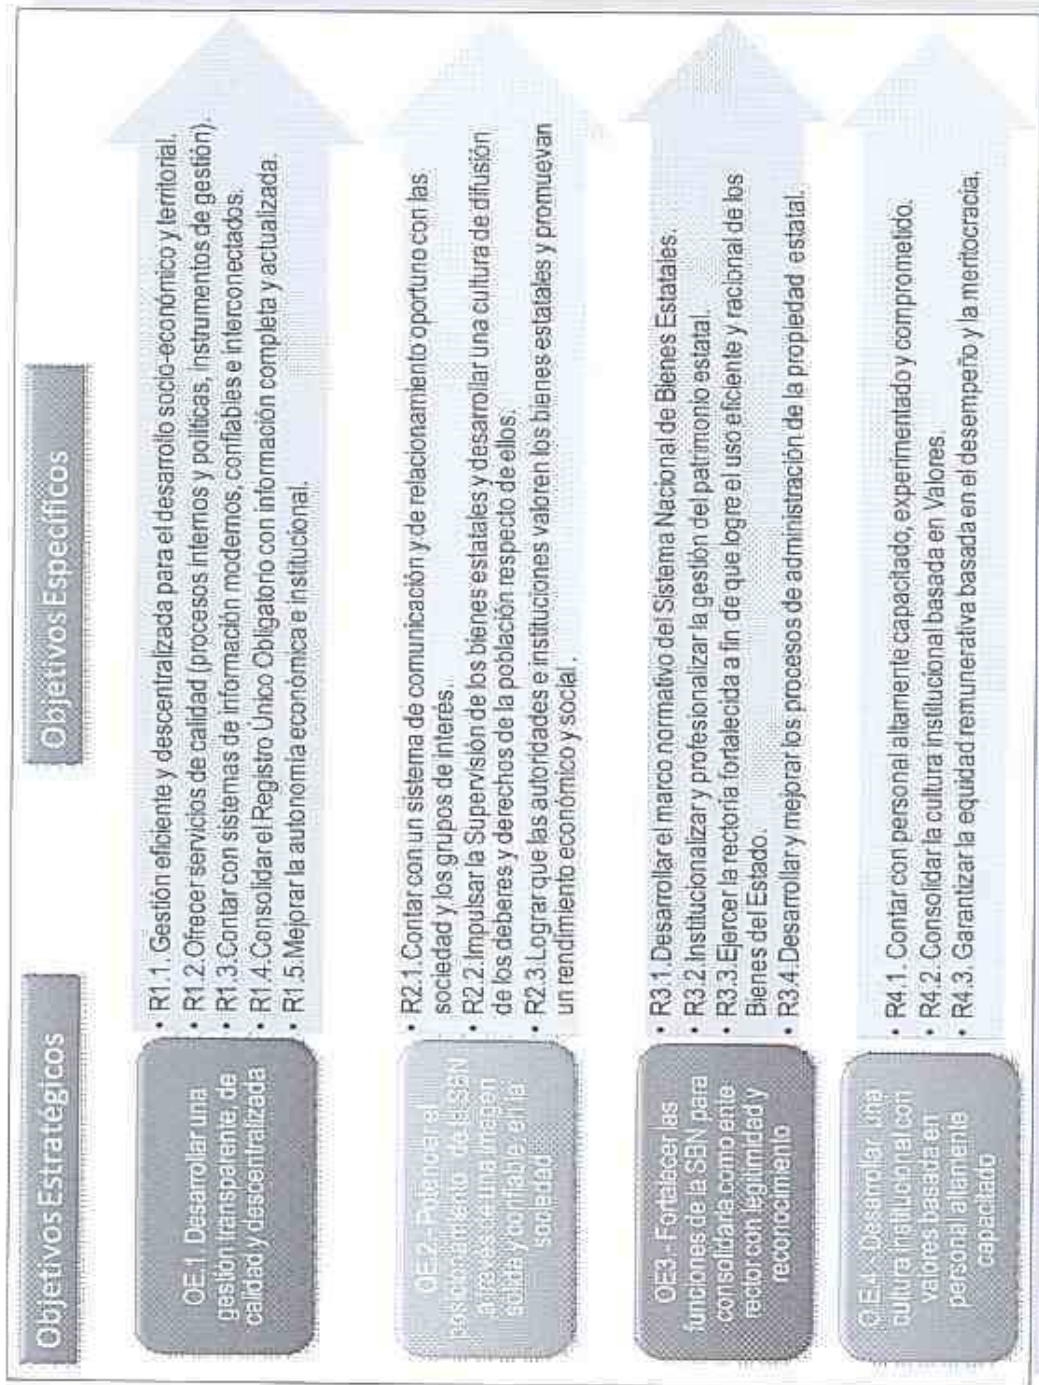 Objetivos Estratégicos
Objetivos Específicos
OE.1. Desarrollar una
gestión transparente, de
calidad y descentralizada
• R1.1. Gestión eficiente y descentralizada para el desarrollo socio-económico y territorial.
• R1.2. Ofrecer servicios de calidad (procesos internos y políticas, instrumentos de gestión).
• R1.3. Contar con sistemas de información modernos, confiables e interconectados.
• R1.4. Consolidar el Registro Único Obligatorio con información completa y actualizada.
• R1.5. Mejorar la autonomía económica e institucional.
OE.2.- Potenciar el
posicionamiento de la SBN
a través de una imagen
sólida y confiable, en la
sociedad
• R2.1. Contar con un sistema de comunicación y de relacionamiento oportuno con las
sociedad y los grupos de interés.
• R2.2. Impulsar la Supervisión de los bienes estatales y desarrollar una cultura de difusión
de los deberes y derechos de la población respecto de ellos.
• R2.3. Lograr que las autoridades e instituciones valoren los bienes estatales y promuevan
un rendimiento económico y social.
OE3.- Fortalecer las
funciones de la SBN para
consolidarla como ente
rector con legitimidad y
reconocimiento
• R3.1. Desarrollar el marco normativo del Sistema Nacional de Bienes Estatales.
• R3.2. Institucionalizar y profesionalizar la gestión del patrimonio estatal.
• R3.3. Ejercer la rectoría fortalecida a fin de que logre el uso eficiente y racional de los
Bienes del Estado.
• R3.4. Desarrollar y mejorar los procesos de administración de la propiedad estatal.
O.E.4.- Desarrollar una
cultura institucional con
valores basada en
personal altamente
capacitado
• R4.1. Contar con personal altamente capacitado, experimentado y comprometido.
• R4.2. Consolidar la cultura institucional basada en Valores.
• R4.3. Garantizar la equidad remunerativa basada en el desempeño y la meritocracia.